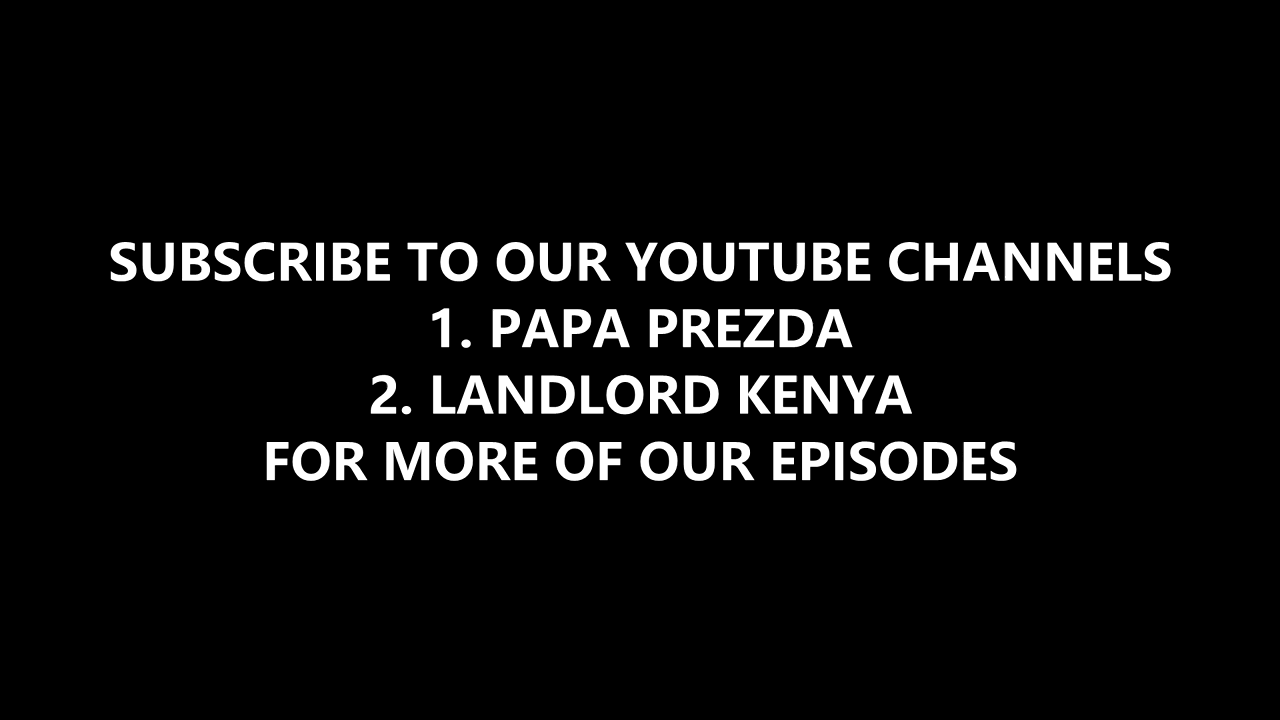 SUBSCRIBE TO OUR YOUTUBE CHANNELS
1. PAPA PREZDA
2. LANDLORD KENYA
FOR MORE OF OUR EPISODES